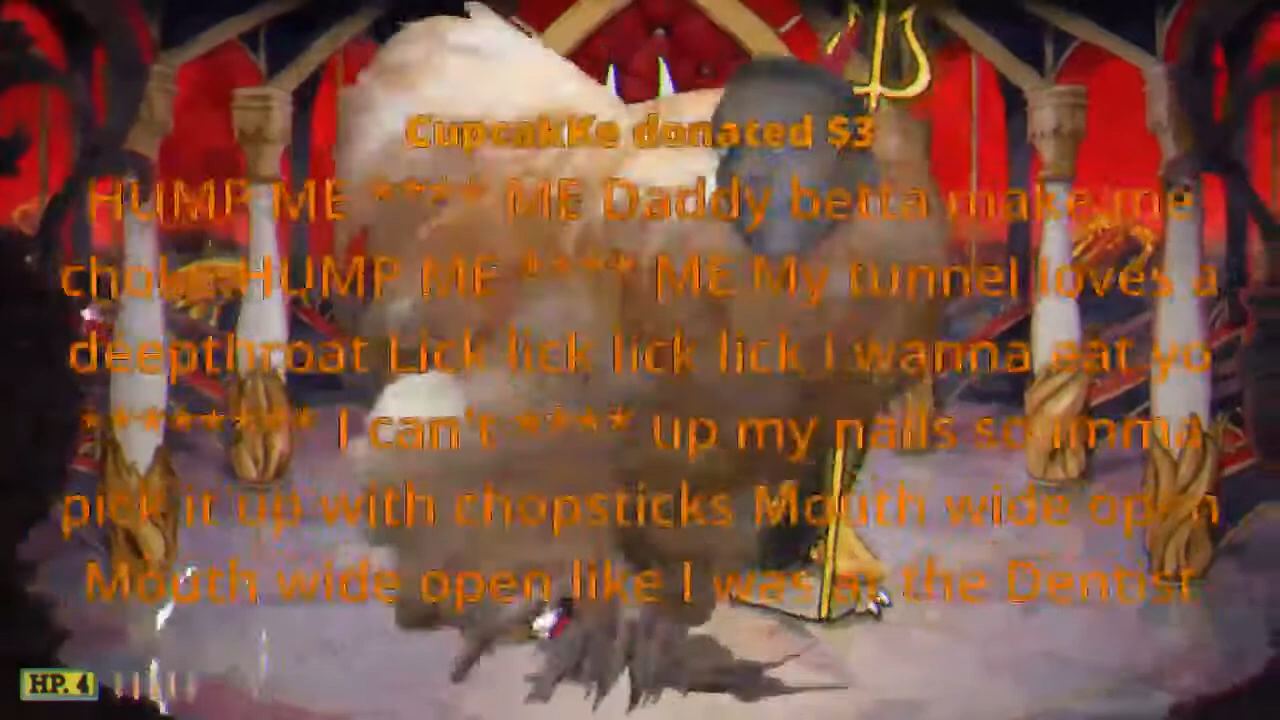 CupcakKe donated $3
HUMP ME **** ME Daddy betta make me
choke HUMP ME **** ME My tunnel loves a
deepthroat Lick lick lick lick I wanna eat yo
******** I can't **** up my nails so imma
pick it up with chopsticks Mouth wide open
Mouth wide open like I was at the Dentist
HP. 4